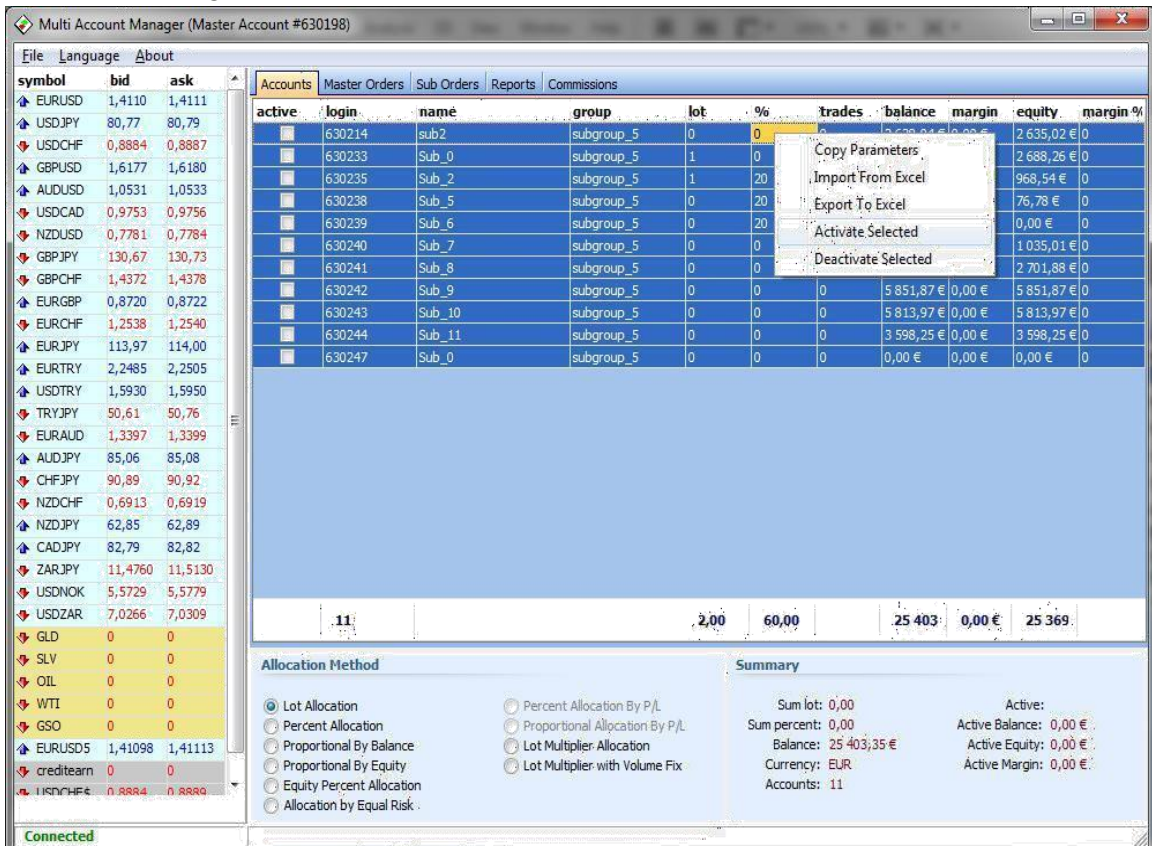 Multi Account Manager (Master Account #630198)
File Language About
symbol bid ask
EURUSD 1,4110 1,4111
USDJPY 80,77 80,79
USDCHF 0,8884 0,8887
GBPUSD 1,6177 1,6180
AUDUSD 1,0531 1,0533
USDCAD 0,9753 0,9756
NZDUSD 0,7781 0,7784
GBPJPY 130,67 130,73
GBPCHF 1,4372 1,4378
EURGBP 0,8720 0,8722
EURCHF 1,2538 1,2540
EURJPY 113,97 114,00
EURTRY 2,2485 2,2505
USDTRY 1,5930 1,5950
TRYJPY 50,61 50,76
EURAUD 1,3397 1,3399
AUDJPY 85,06 85,08
CHFJPY 90,89 90,92
NZDCHF 0,6913 0,6919
NZDJPY 62,85 62,89
CADJPY 82,79 82,82
ZARJPY 11,4760 11,5130
USDNOK 5,5729 5,5779
USDZAR 7,0266 7,0309
GLD 0 0
SLV 0 0
OIL 0 0
WTI 0 0
GSO 0 0
EURUSD5 1,41098 1,41113
creditearn 0 0
USDCHF$ 0.8884 0.8889
Accounts Master Orders Sub Orders Reports Commissions
active login name group lot % trades balance margin equity margin %
630214 sub2 subgroup_5 0 0 2 635,02 € 0
630233 Sub_0 subgroup_5 1 0 2 688,26 € 0
630235 Sub_2 subgroup_5 1 20 968,54 € 0
630238 Sub_5 subgroup_5 0 20 76,78 € 0
630239 Sub_6 subgroup_5 0 20 0,00 € 0
630240 Sub_7 subgroup_5 0 0 1 035,01 € 0
630241 Sub_8 subgroup_5 0 0 2 701,88 € 0
630242 Sub_9 subgroup_5 0 0 0 5 851,87 € 0,00 € 5 851,87 € 0
630243 Sub_10 subgroup_5 0 0 0 5 813,97 € 0,00 € 5 813,97 € 0
630244 Sub_11 subgroup_5 0 0 0 3 598,25 € 0,00 € 3 598,25 € 0
630247 Sub_0 subgroup_5 0 0 0 0,00 € 0,00 € 0,00 € 0
Copy Parameters
Import From Excel
Export To Excel
Activate Selected
Deactivate Selected
11 2,00 60,00 25 403 0,00 € 25 369
Allocation Method
Lot Allocation
Percent Allocation
Proportional By Balance
Proportional By Equity
Equity Percent Allocation
Allocation by Equal Risk
Percent Allocation By P/L
Proportional Allocation By P/L
Lot Multiplier Allocation
Lot Multiplier with Volume Fix
Summary
Sum lot: 0,00 Active:
Sum percent: 0,00 Active Balance: 0,00 €
Balance: 25 403,35 € Active Equity: 0,00 €
Currency: EUR Active Margin: 0,00 €
Accounts: 11
Connected